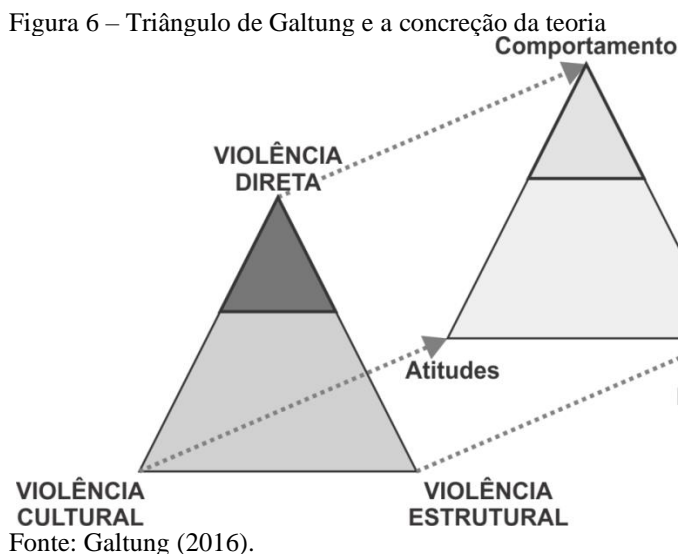 Figura 6 – Triângulo de Galtung e a concreção da teoria
Comportamento
VIOLÊNCIA
DIRETA
Atitudes
VIOLÊNCIA
CULTURAL
VIOLÊNCIA
ESTRUTURAL
Fonte: Galtung (2016).